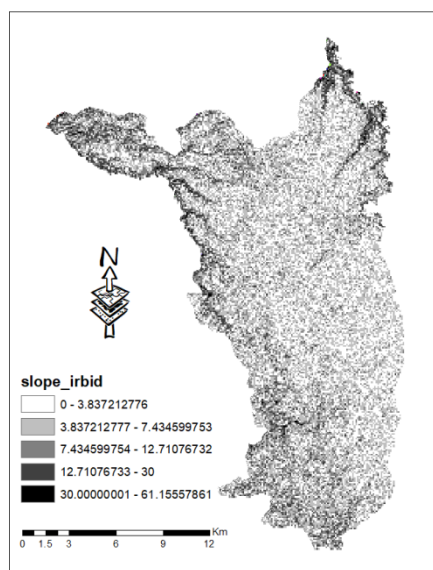 N
slope_irbid
0 - 3.837212776
3.837212777 - 7.434599753
7.434599754 - 12.71076732
12.71076733 - 30
30.00000001 - 61.15557861
Km
0 1.5 3 6 9 12